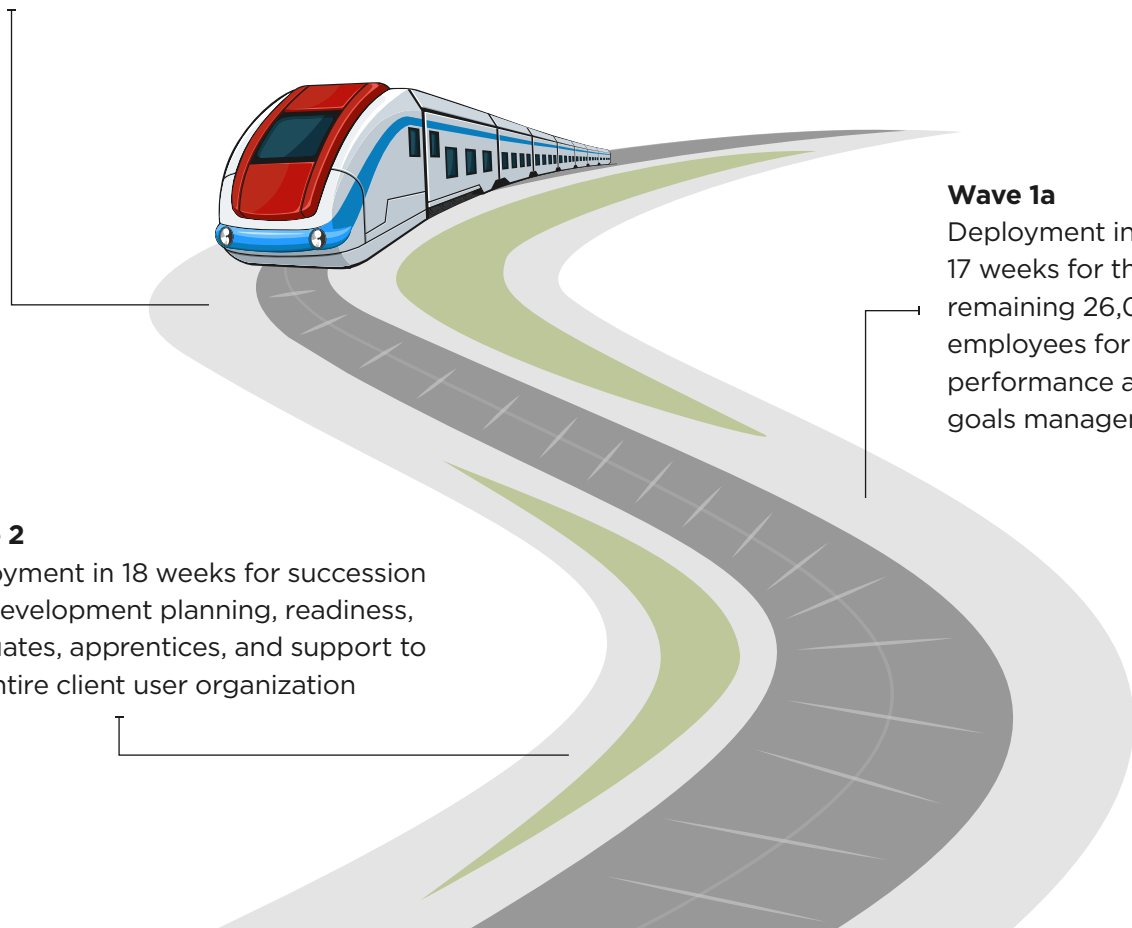 Wave 1a
Deployment in
17 weeks for th
remaining 26,0
employees for
performance a
goals manager
2
oyment in 18 weeks for succession
evelopment planning, readiness,
uates, apprentices, and support to
ntire client user organization